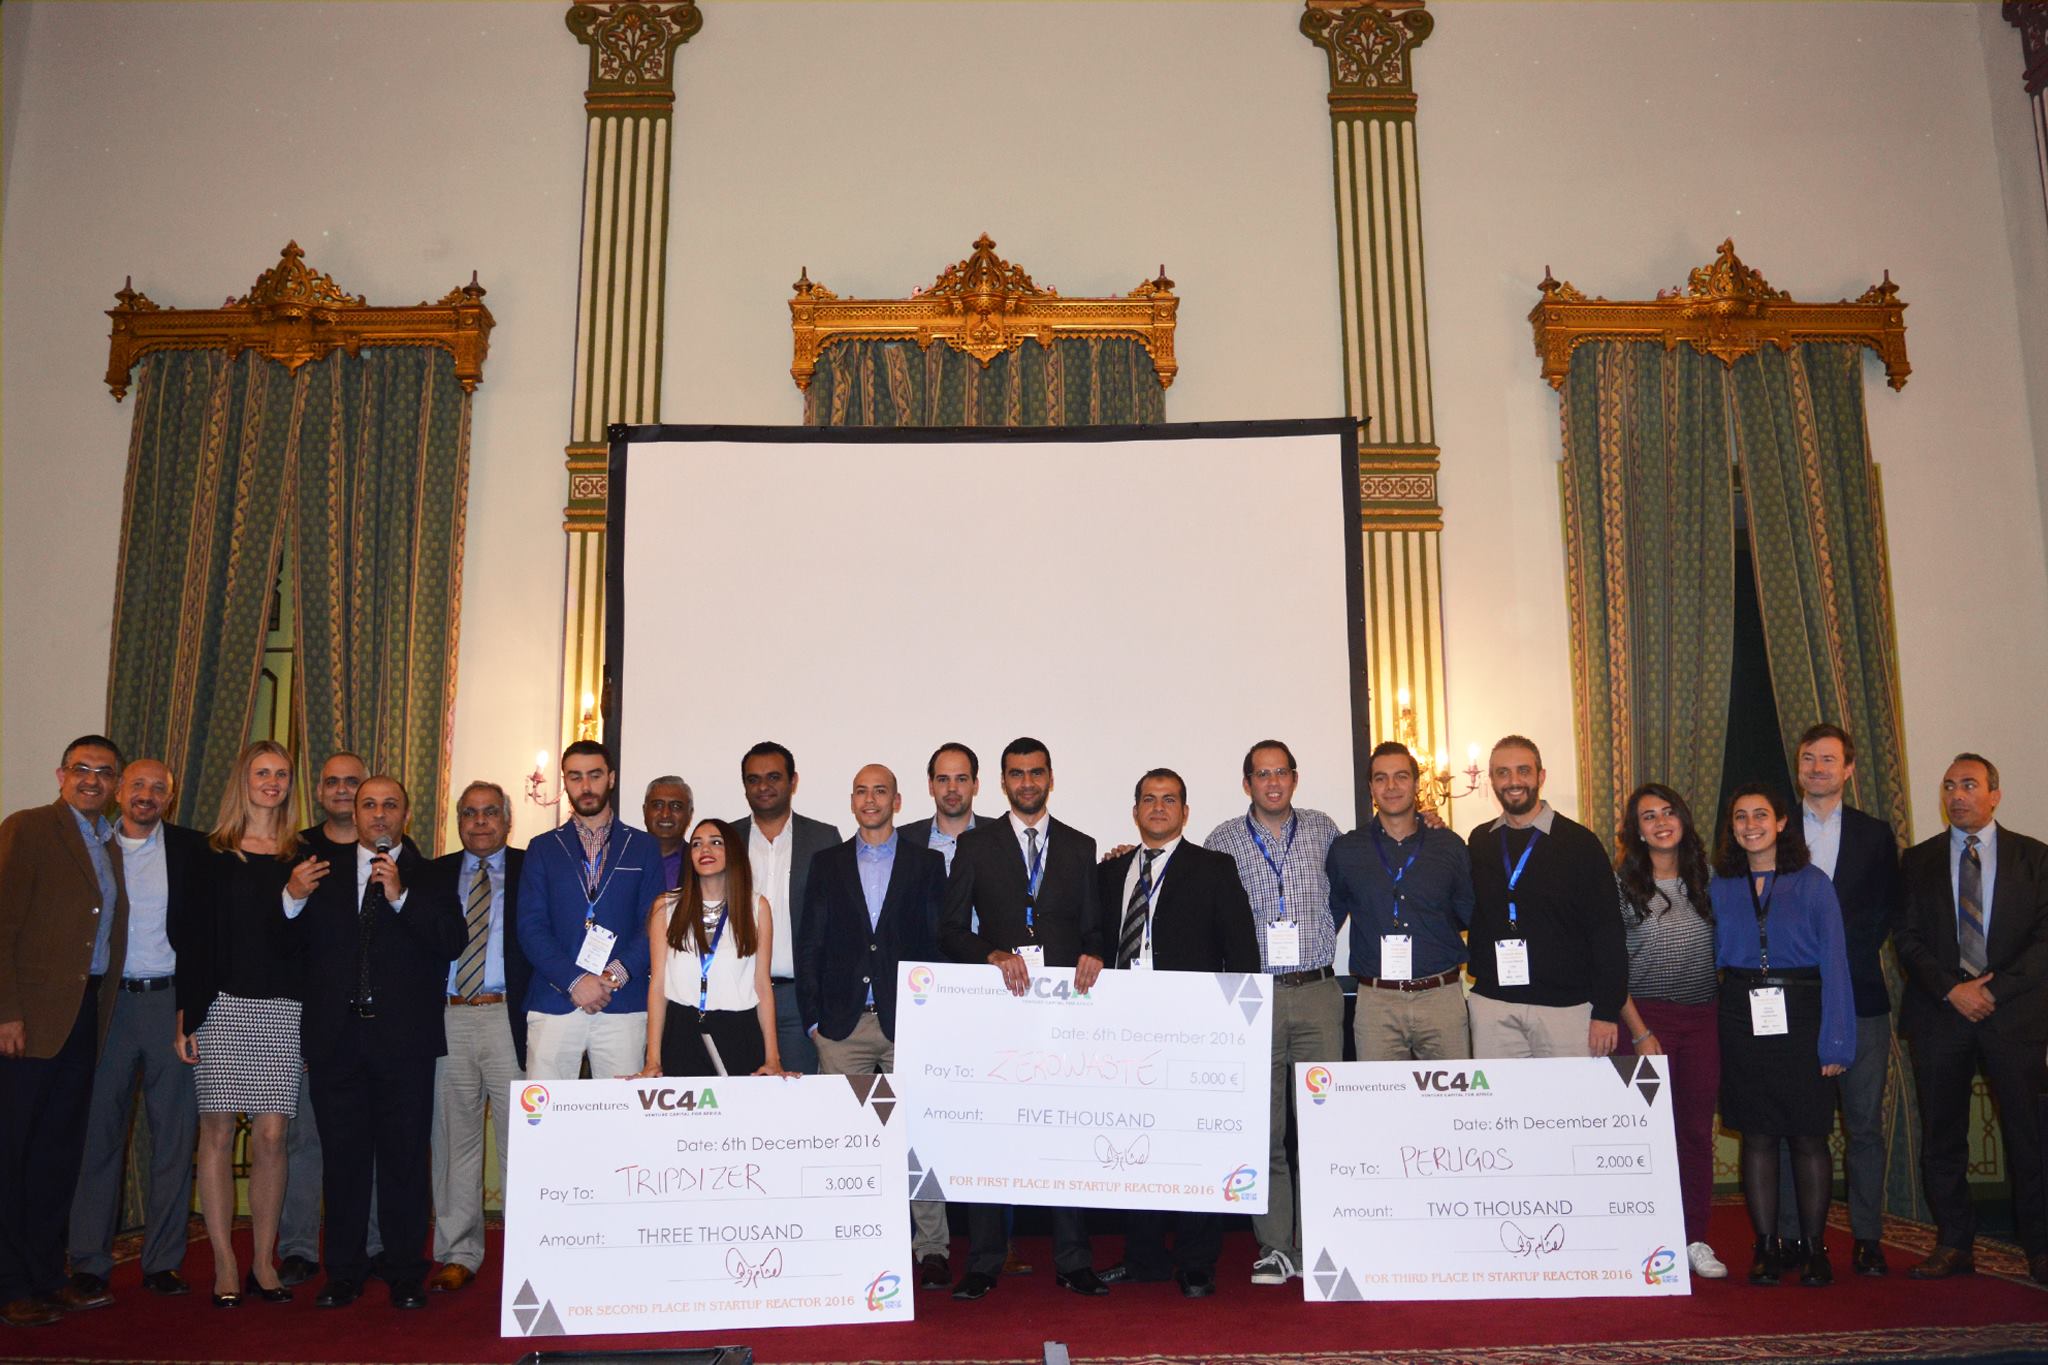 innoventures VC4A
VENTURE CAPITAL FOR AFRICA
Date: 6th December 2016
Pay To: TRIPDIZER 3.000 €
Amount: THREE THOUSAND EUROS
FOR SECOND PLACE IN STARTUP REACTOR 2016
innoventures VC4A
VENTURE CAPITAL FOR AFRICA
Date: 6th December 2016
Pay To: ZEROWASTE 5.000 €
Amount: FIVE THOUSAND EUROS
FOR FIRST PLACE IN STARTUP REACTOR 2016
innoventures VC4A
VENTURE CAPITAL FOR AFRICA
Date: 6th December 2016
Pay To: PERUGOS 2,000 €
Amount: TWO THOUSAND EUROS
FOR THIRD PLACE IN STARTUP REACTOR 2016